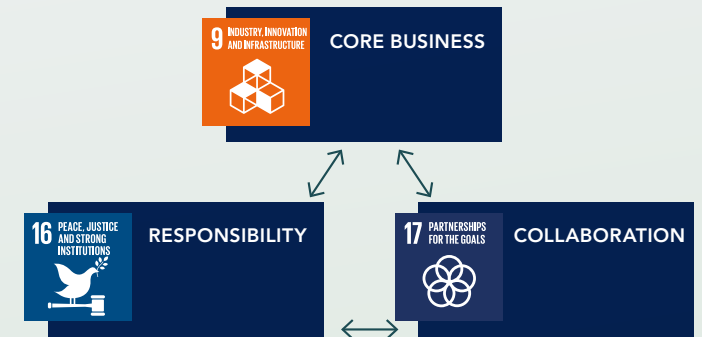 9 INDUSTRY, INNOVATION
AND INFRASTRUCTURE
CORE BUSINESS
16 PEACE, JUSTICE
AND STRONG
INSTITUTIONS
RESPONSIBILITY
17 PARTNERSHIPS
FOR THE GOALS
COLLABORATION